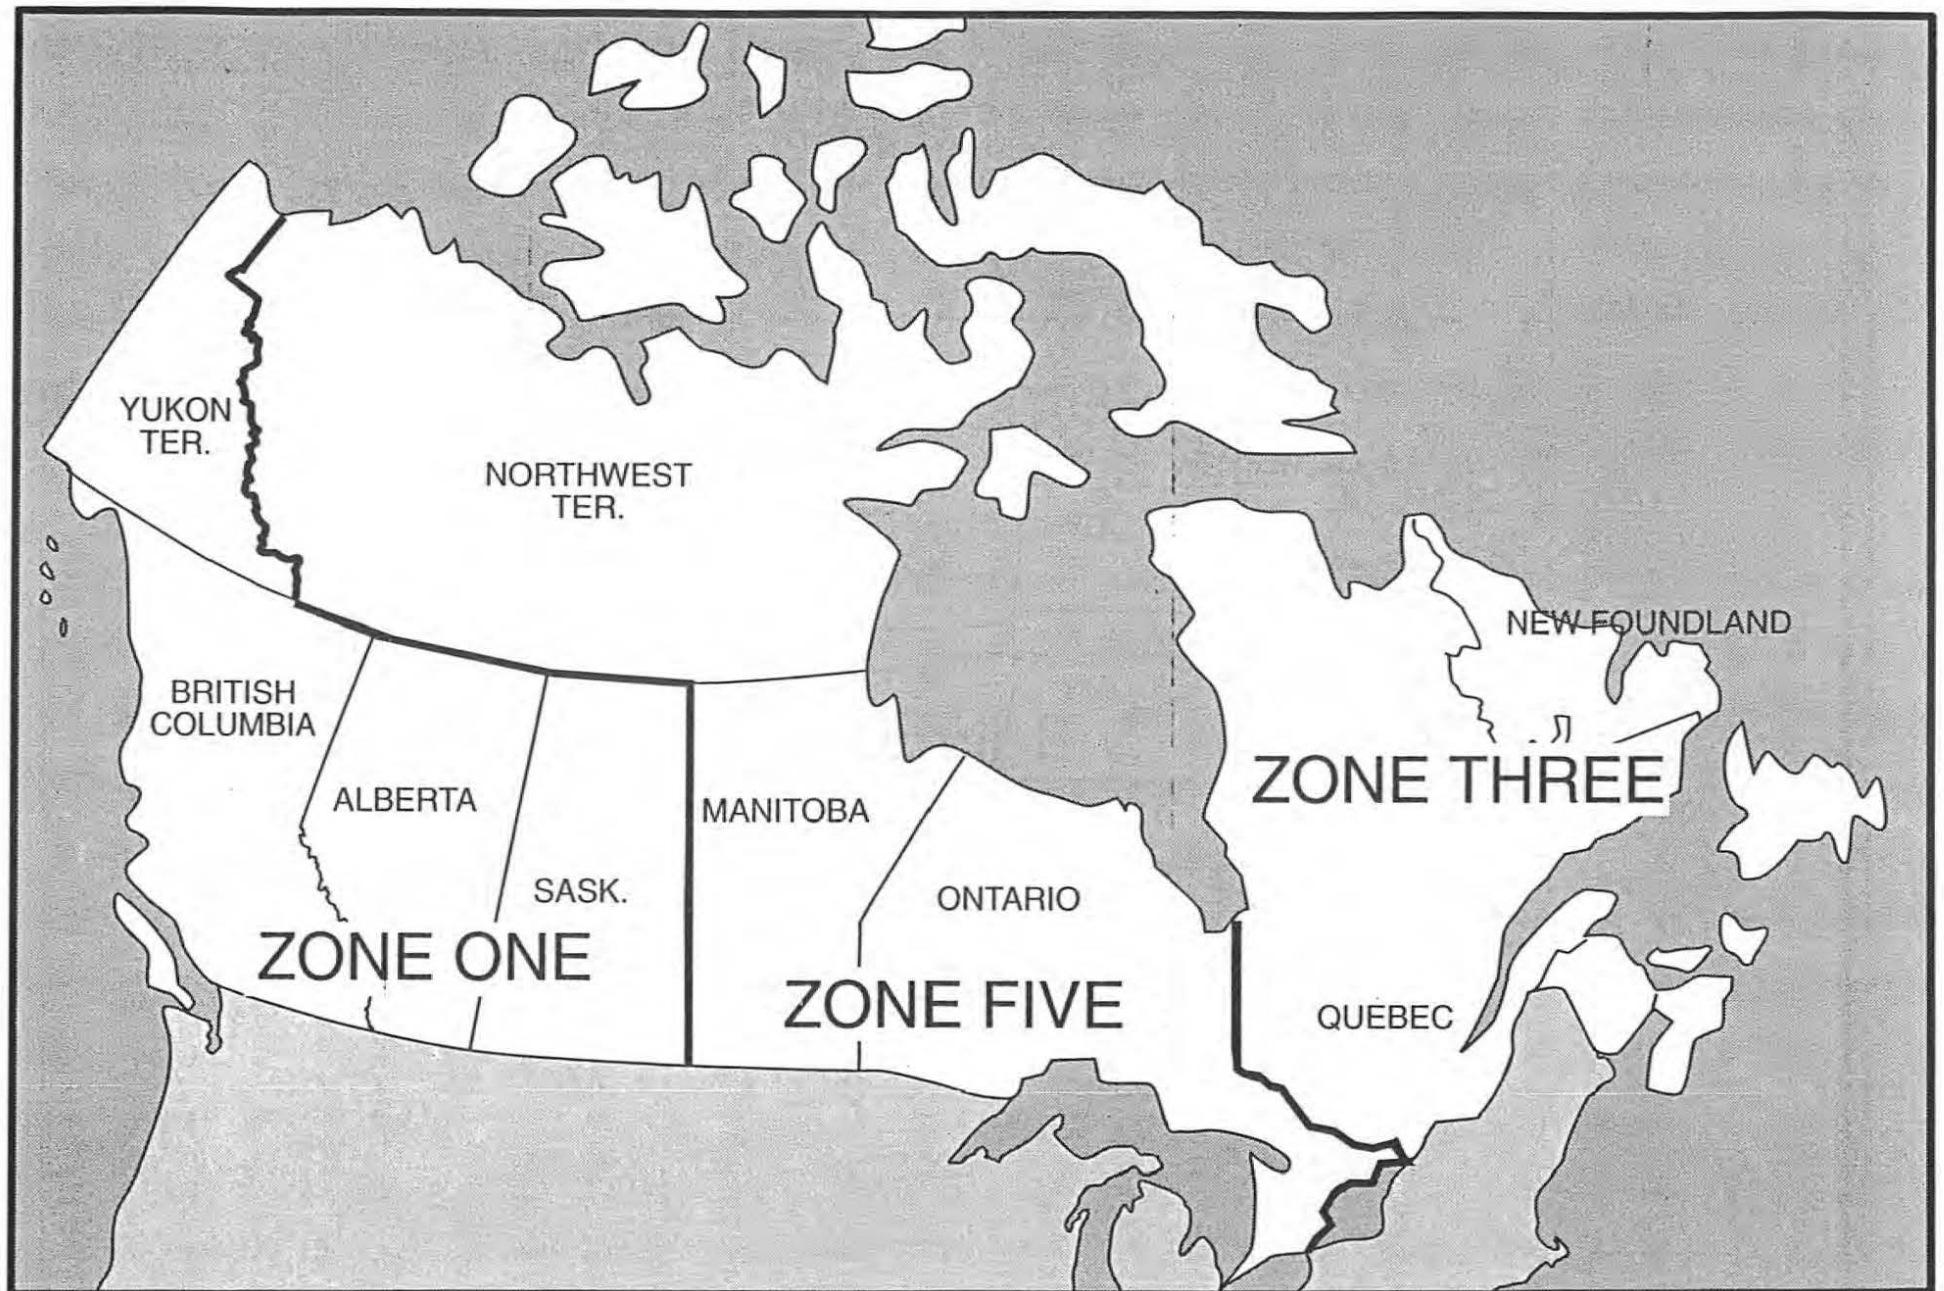 YUKON
TER.
NORTHWEST
TER.
NEW FOUNDLAND
BRITISH
COLUMBIA
ALBERTA
MANITOBA
ZONE THREE
SASK.
ONTARIO
ZONE ONE
ZONE FIVE
QUEBEC